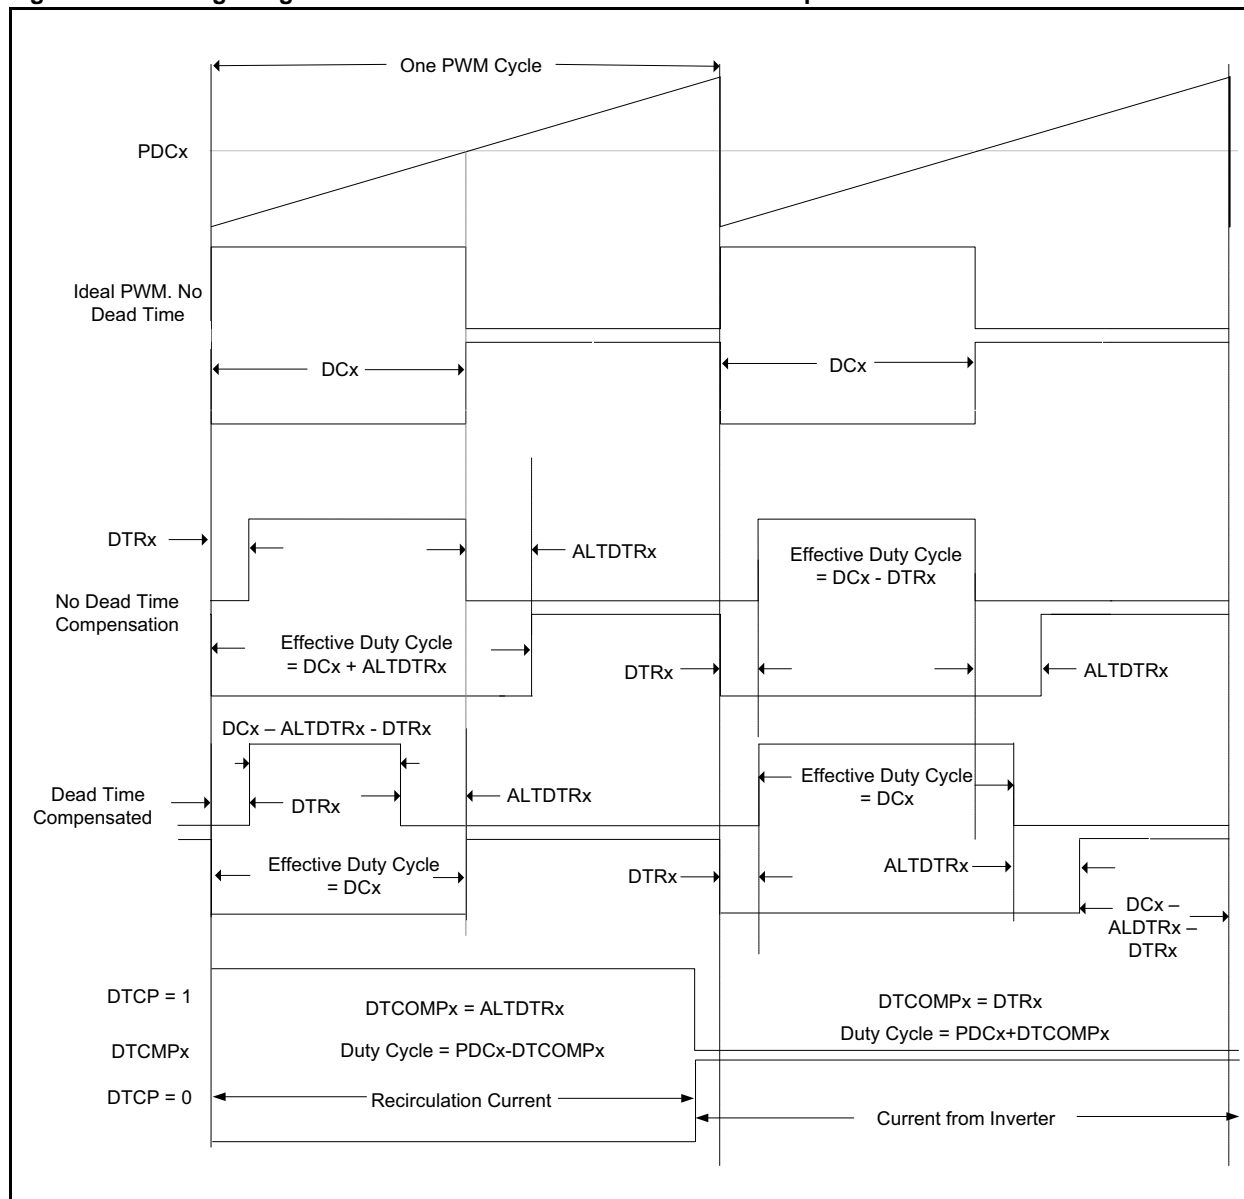 One PWM Cycle
PDCx
Ideal PWM. No
Dead Time
DCx
DCx
DTRx
ALTDTRx
Effective Duty Cycle
= DCx - DTRx
No Dead Time
Compensation
Effective Duty Cycle
= DCx + ALTDTRx
DTRx
ALTDTRx
DCx – ALTDTRx - DTRx
Dead Time
Compensated
DTRx
ALTDTRx
Effective Duty Cycle
= DCx
Effective Duty Cycle
= DCx
DTRx
ALTDTRx
DCx –
ALDTRx –
DTRx
DTCP = 1
DTCOMPx = ALTDTRx
DTCOMPx = DTRx
DTCMPx
Duty Cycle = PDCx-DTCOMPx
Duty Cycle = PDCx+DTCOMPx
DTCP = 0
Recirculation Current
Current from Inverter